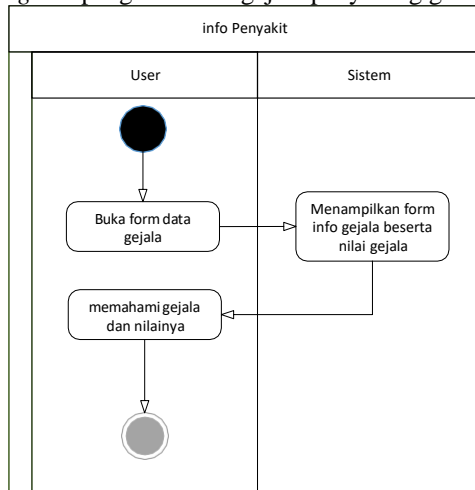 info Penyakit
User
Sistem
Buka form data
gejala
Menampilkan form
info gejala beserta
nilai gejala
memahami gejala
dan nilainya